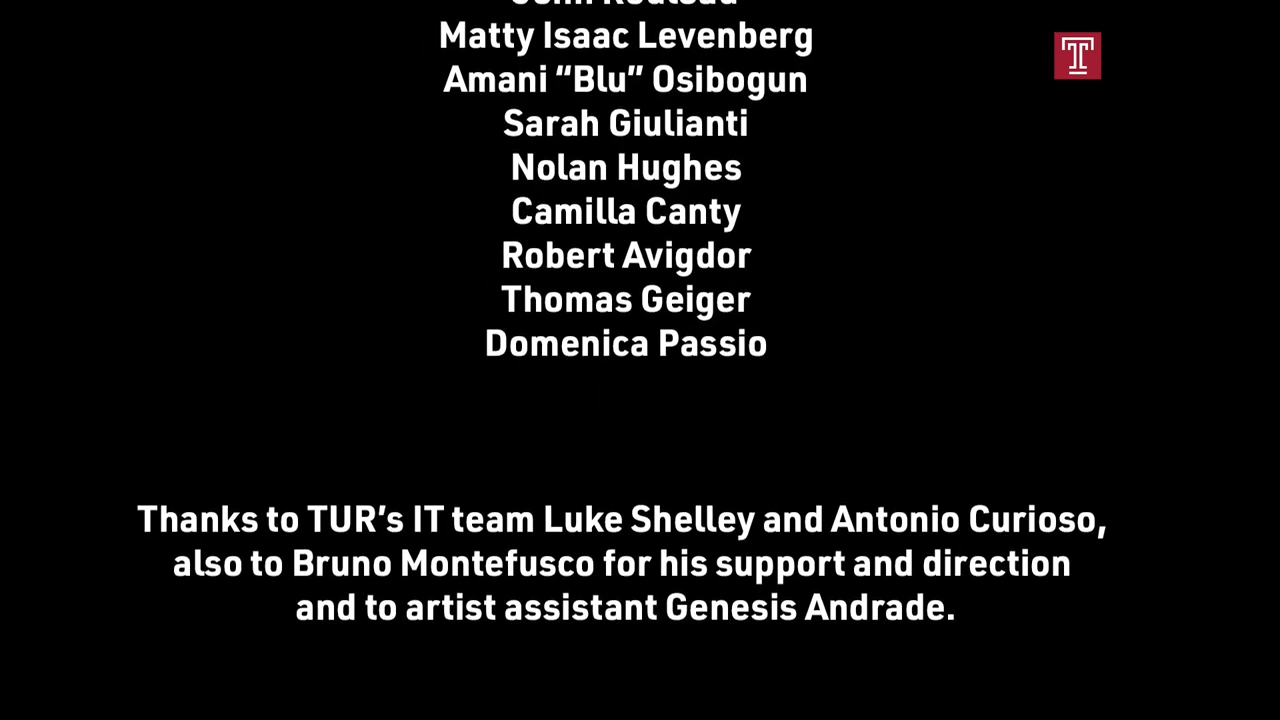 Matty Isaac Levenberg
Amani “Blu” Osibogun
Sarah Giulianti
Nolan Hughes
Camilla Canty
Robert Avigdor
Thomas Geiger
Domenica Passio
Thanks to TUR’s IT team Luke Shelley and Antonio Curioso,
also to Bruno Montefusco for his support and direction
and to artist assistant Genesis Andrade.